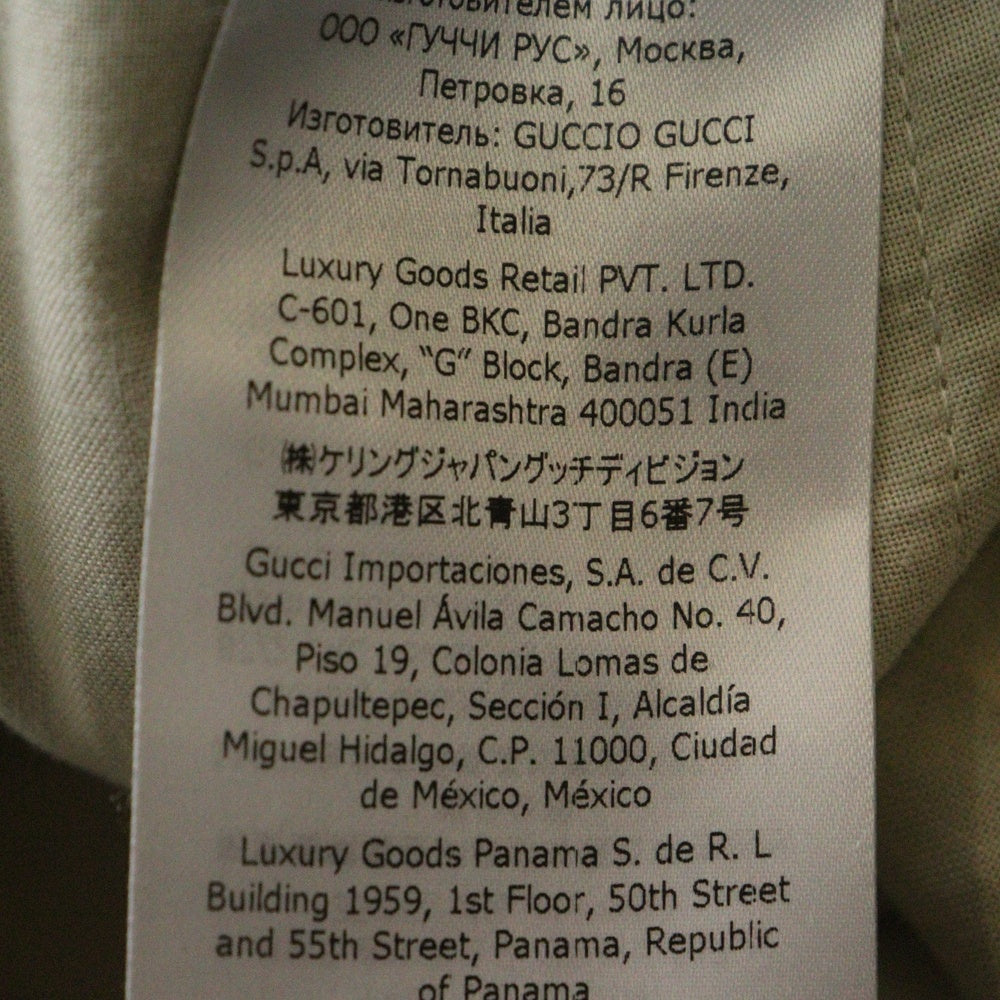 изготовителем лицо:
ООО «ГУЧЧИ РУС», Москва,
Петровка, 16
Изготовитель: GUCCIO GUCCI
S.p.A, via Tornabuoni,73/R Firenze,
Italia
Luxury Goods Retail PVT. LTD.
C-601, One BKC, Bandra Kurla
Complex, “G” Block, Bandra (E)
Mumbai Maharashtra 400051 India
㈱ケリングジャパングッチディビジョン
東京都港区北青山3丁目6番7号
Gucci Importaciones, S.A. de C.V.
Blvd. Manuel Ávila Camacho No. 40,
Piso 19, Colonia Lomas de
Chapultepec, Sección I, Alcaldía
Miguel Hidalgo, C.P. 11000, Ciudad
de México, México
Luxury Goods Panama S. de R. L
Building 1959, 1st Floor, 50th Street
and 55th Street, Panama, Republic
of Panama